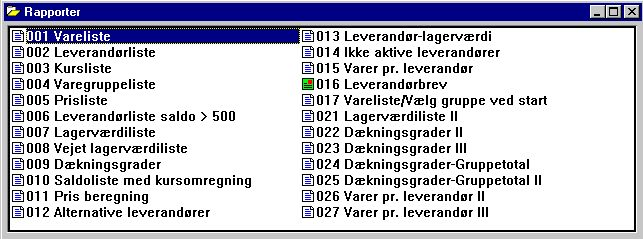 Rapporter
001 Vareliste
002 Leverandørliste
003 Kursliste
004 Varegruppeliste
005 Prisliste
006 Leverandørliste saldo > 500
007 Lagerværdiliste
008 Vejet lagerværdiliste
009 Dækningsgrader
010 Saldoliste med kursomregning
011 Pris beregning
012 Alternative leverandører
013 Leverandør-lagerværdi
014 Ikke aktive leverandører
015 Varer pr. leverandør
016 Leverandørbrev
017 Vareliste/Vælg gruppe ved start
021 Lagerværdiliste II
022 Dækningsgrader II
023 Dækningsgrader III
024 Dækningsgrader-Gruppetotal
025 Dækningsgrader-Gruppetotal II
026 Varer pr. leverandør II
027 Varer pr. leverandør III